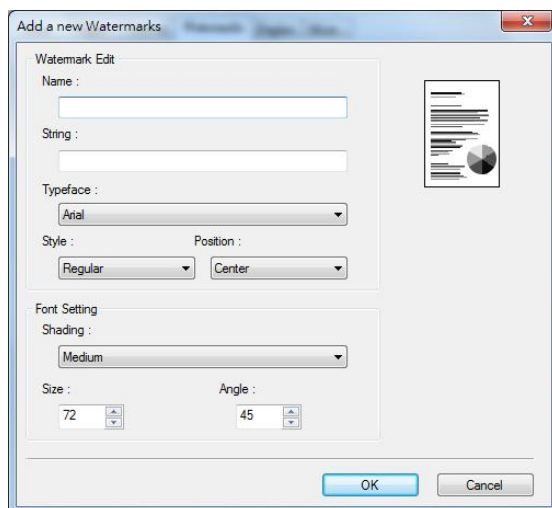 Add a new Watermarks
Watermark Edit
Name :
String :
Typeface :
Arial
Style :
Position :
Regular
Center
Font Setting
Shading :
Medium
Size :
Angle :
72
45
OK
Cancel